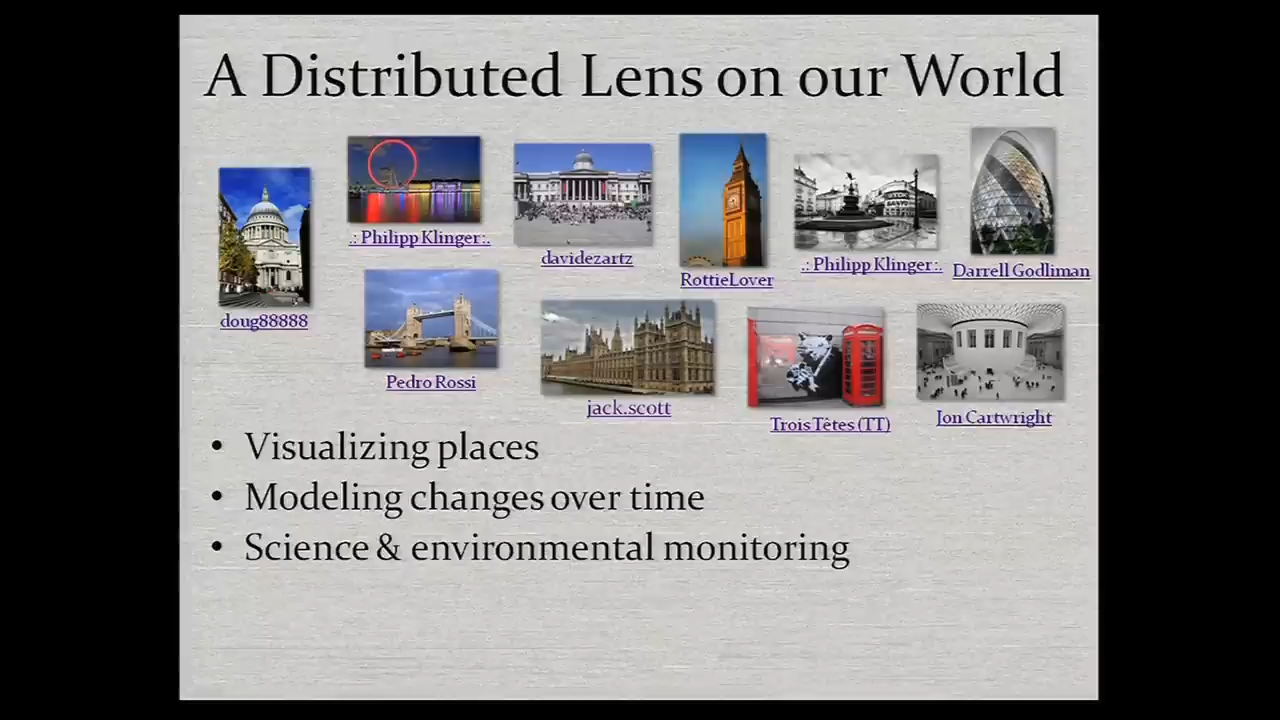 A Distributed Lens on our World
.: Philipp Klinger:.
davidezartz
RottieLover
.: Philipp Klinger:.
Darrell Godliman
doug88888
Pedro Rossi
jack.scott
Trois Têtes (TT)
Jon Cartwright
• Visualizing places
• Modeling changes over time
• Science & environmental monitoring